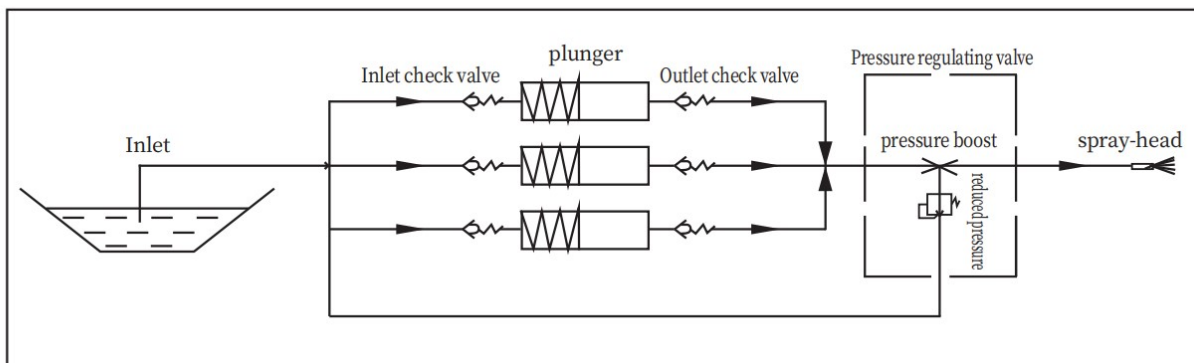 plunger
Pressure regulating valve
Inlet check valve
Outlet check valve
Inlet
pressure boost
spray-head
reduced pressure